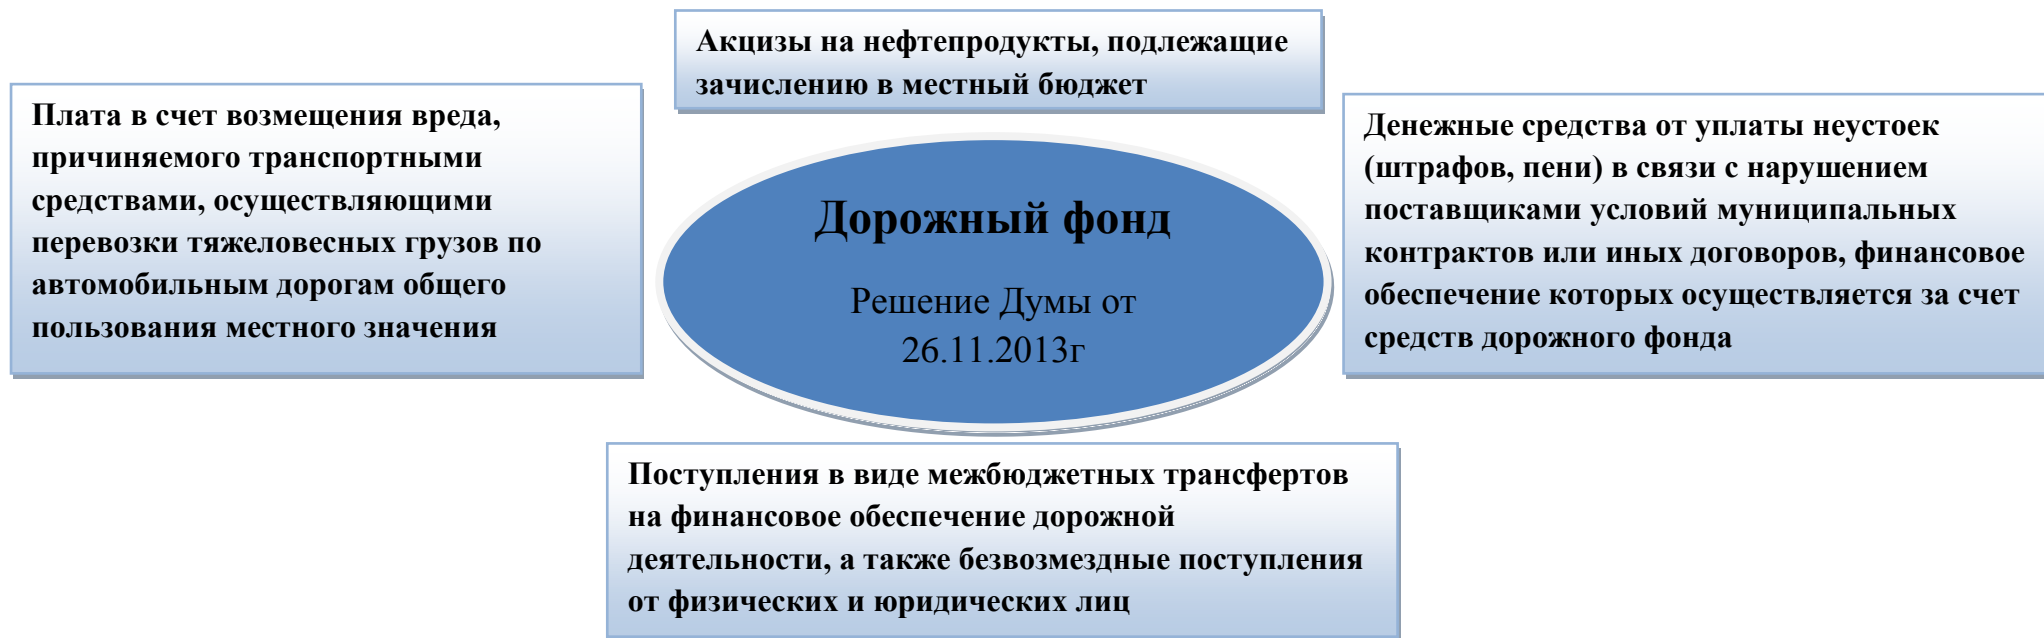 Акцизы на нефтепродукты, подлежащие
зачислению в местный бюджет
Плата в счет возмещения вреда,
причиняемого транспортными
средствами, осуществляющими
перевозки тяжеловесных грузов по
автомобильным дорогам общего
пользования местного значения
Дорожный фонд
Решение Думы от
26.11.2013г
Денежные средства от уплаты неустоек
(штрафов, пени) в связи с нарушением
поставщиками условий муниципальных
контрактов или иных договоров, финансовое
обеспечение которых осуществляется за счет
средств дорожного фонда
Поступления в виде межбюджетных трансфертов
на финансовое обеспечение дорожной
деятельности, а также безвозмездные поступления
от физических и юридических лиц